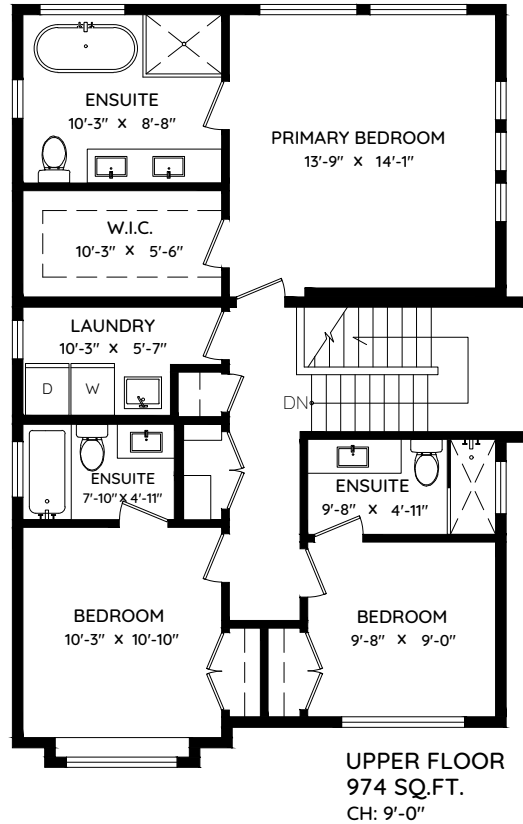 ENSUITE
10'-3" X 8'-8"
PRIMARY BEDROOM
13'-9" X 14'-1"
W.I.C.
10'-3" X 5'-6"
LAUNDRY
10'-3" X 5'-7"
D W
DN
ENSUITE
7'-10" X 4'-11"
ENSUITE
9'-8" X 4'-11"
BEDROOM
10'-3" X 10'-10"
BEDROOM
9'-8" X 9'-0"
UPPER FLOOR
974 SQ.FT.
CH: 9'-0"